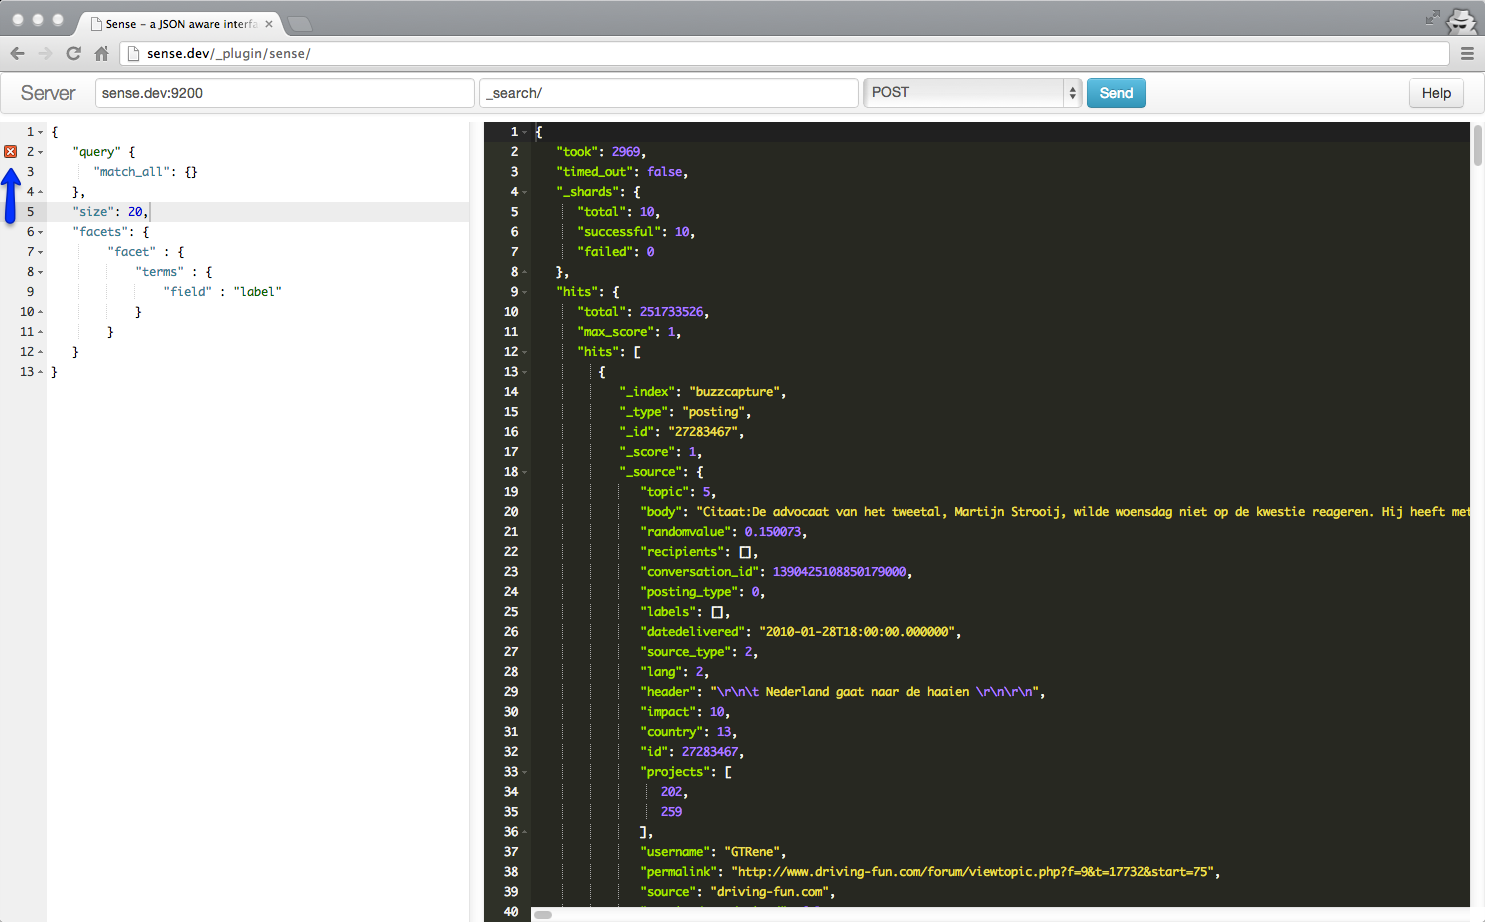 Sense – a JSON aware interfa
sense.dev/_plugin/sense/
Server sense.dev:9200 _search/ POST Send Help
1 {
2 "query" {
3 "match_all": {}
4 },
5 "size": 20,
6 "facets": {
7 "facet" : {
8 "terms" : {
9 "field" : "label"
10 }
11 }
12 }
13 }
1 {
2 "took": 2969,
3 "timed_out": false,
4 "_shards": {
5 "total": 10,
6 "successful": 10,
7 "failed": 0
8 },
9 "hits": {
10 "total": 251733526,
11 "max_score": 1,
12 "hits": [
13 {
14 "_index": "buzzcapture",
15 "_type": "posting",
16 "_id": "27283467",
17 "_score": 1,
18 "_source": {
19 "topic": 5,
20 "body": "Citaat:De advocaat van het tweetal, Martijn Strooij, wilde woensdag niet op de kwestie reageren. Hij heeft met
21 "randomvalue": 0.150073,
22 "recipients": [],
23 "conversation_id": 1390425108850179000,
24 "posting_type": 0,
25 "labels": [],
26 "datedelivered": "2010-01-28T18:00:00.000000",
27 "source_type": 2,
28 "lang": 2,
29 "header": "\r\n\t Nederland gaat naar de haaien \r\n\r\n",
30 "impact": 10,
31 "country": 13,
32 "id": 27283467,
33 "projects": [
34 202,
35 259
36 ],
37 "username": "GTRene",
38 "permalink": "http://www.driving-fun.com/forum/viewtopic.php?f=9&t=17732&start=75",
39 "source": "driving-fun.com",
40